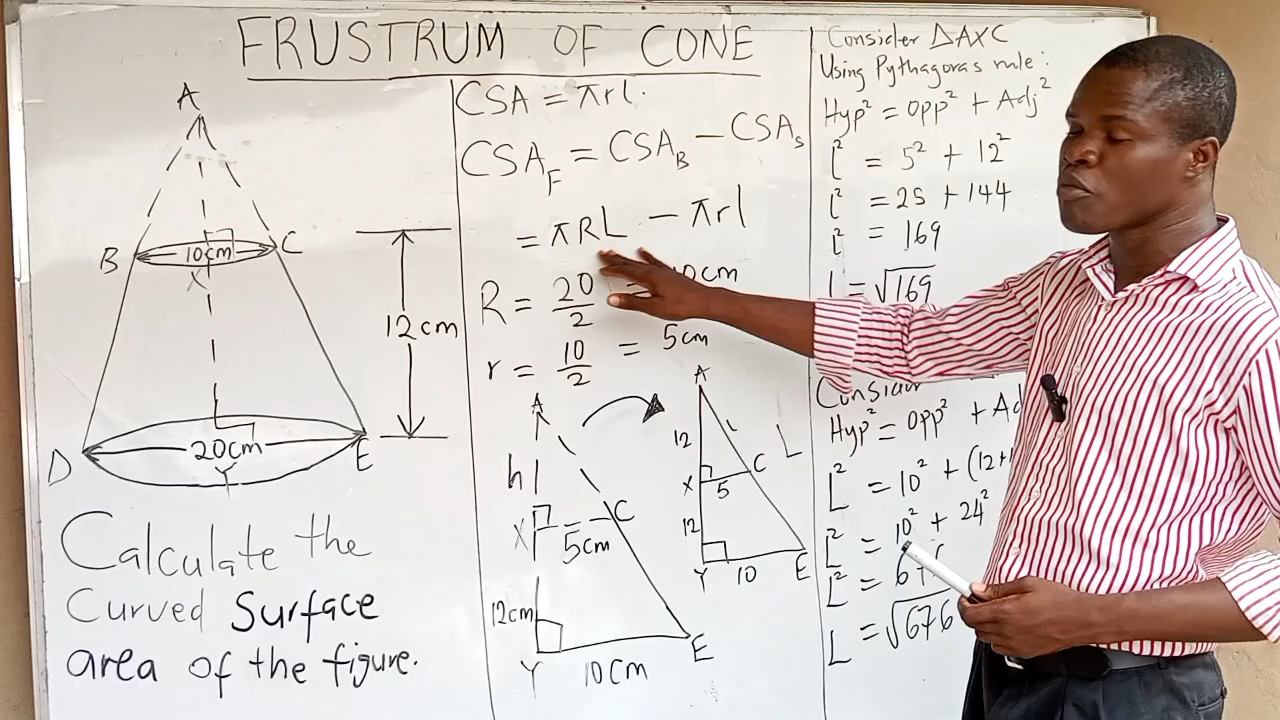 FRUSTRUM OF CONE
A
B
10cm
C
X
12cm
D
20cm
E
Y
Calculate the
Curved Surface
area of the figure.
CSA = πrl.
CSA_F = CSA_B − CSA_s
= πRL − πrl
R = 20/2 = cm
r = 10/2 = 5cm
A
h
X
5cm
C
12cm
Y
10cm
E
A
12
l
L
X
5
C
12
Y
10
E
Consider ΔAXC
Using Pythagoras rule:
Hyp² = Opp² + Adj²
l² = 5² + 12²
l² = 25 + 144
l² = 169
l = √169
Consider
Hyp² = Opp² + Ad
L² = 10² + (12+
L² = 10² + 24²
L² =
L = √676